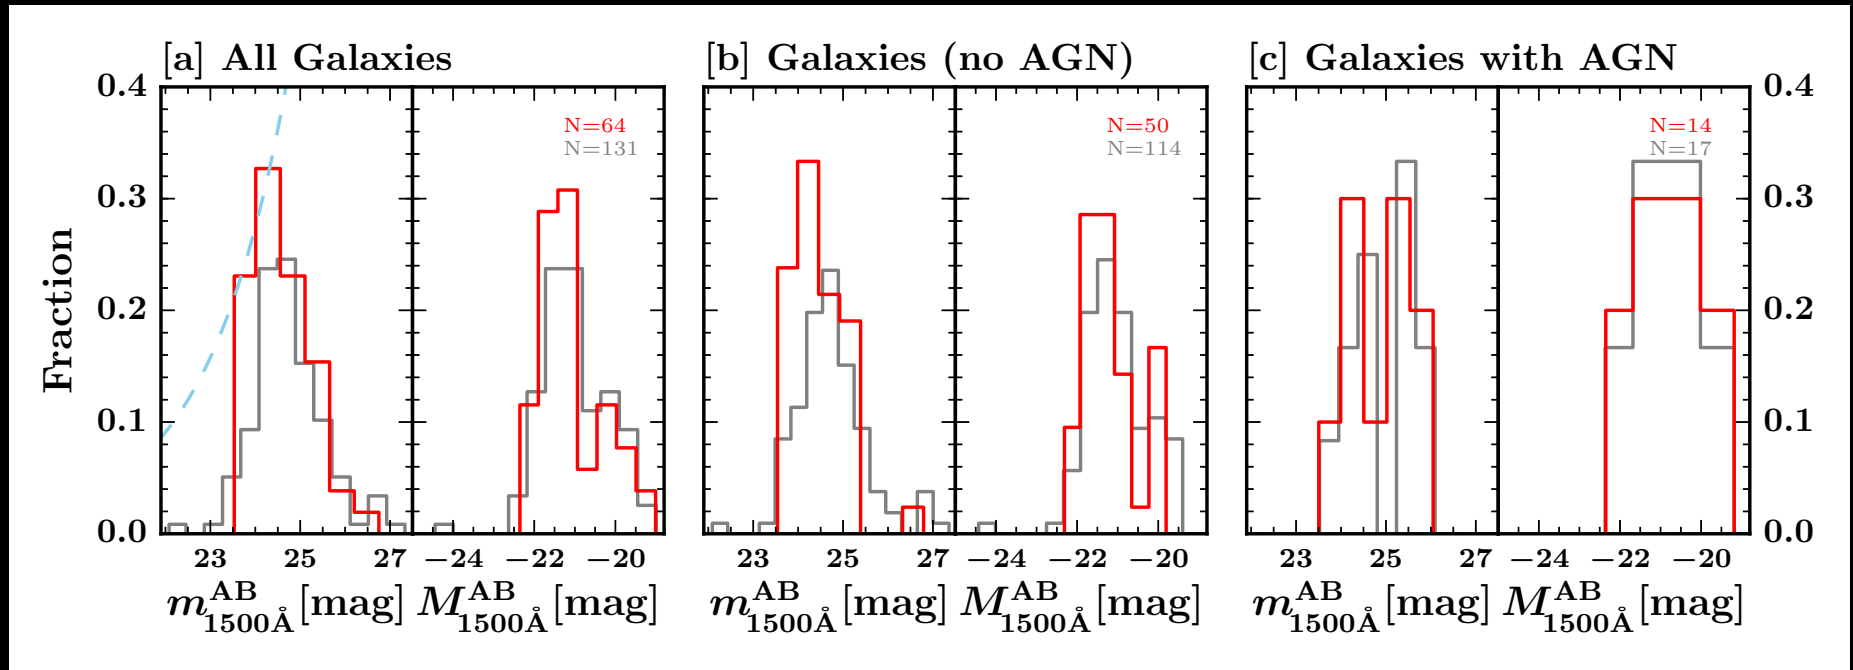 [a] All Galaxies
[b] Galaxies (no AGN)
[c] Galaxies with AGN
Fraction
0.4
0.3
0.2
0.1
0.0
N=64
N=131
N=50
N=114
N=14
N=17
0.4
0.3
0.2
0.1
0.0
23 25 27 −24 −22 −20
23 25 27 −24 −22 −20
23 25 27 −24 −22 −20
m^AB_1500Å [mag] M^AB_1500Å [mag]
m^AB_1500Å [mag] M^AB_1500Å [mag]
m^AB_1500Å [mag] M^AB_1500Å [mag]